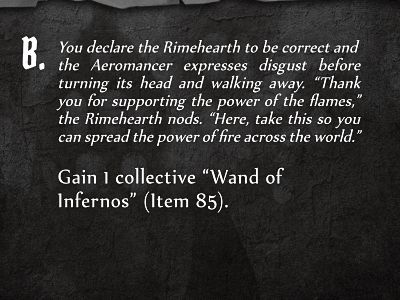 B. You declare the Rimehearth to be correct and
the Aeromancer expresses disgust before
turning its head and walking away. “Thank
you for supporting the power of the flames,”
the Rimehearth nods. “Here, take this so you
can spread the power of fire across the world.”
Gain 1 collective “Wand of
Infernos” (Item 85).